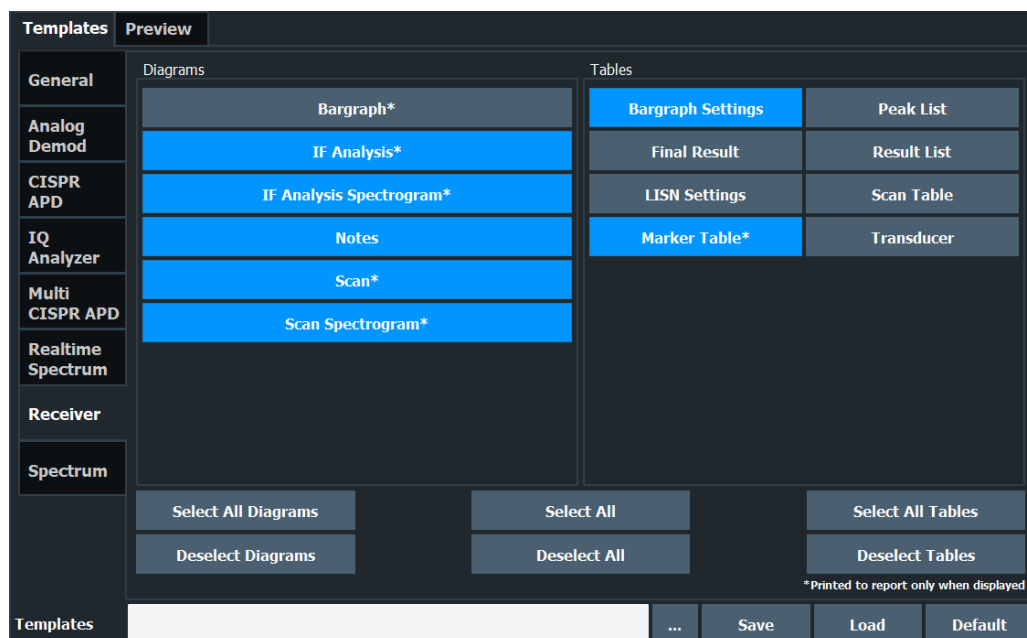 Templates Preview
General
Analog
Demod
CISPR
APD
IQ
Analyzer
Multi
CISPR APD
Realtime
Spectrum
Receiver
Spectrum
Diagrams
Bargraph*
IF Analysis*
IF Analysis Spectrogram*
Notes
Scan*
Scan Spectrogram*
Tables
Bargraph Settings Peak List
Final Result Result List
LISN Settings Scan Table
Marker Table* Transducer
Select All Diagrams Select All Select All Tables
Deselect Diagrams Deselect All Deselect Tables
*Printed to report only when displayed
Templates ... Save Load Default